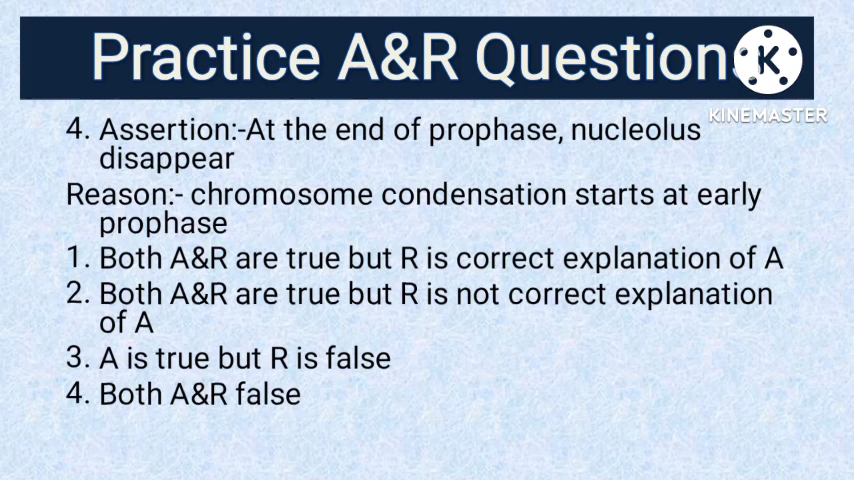 Practice A&R Question
K
KINEMASTER
4. Assertion:-At the end of prophase, nucleolus
disappear
Reason:- chromosome condensation starts at early
prophase
1. Both A&R are true but R is correct explanation of A
2. Both A&R are true but R is not correct explanation
of A
3. A is true but R is false
4. Both A&R false